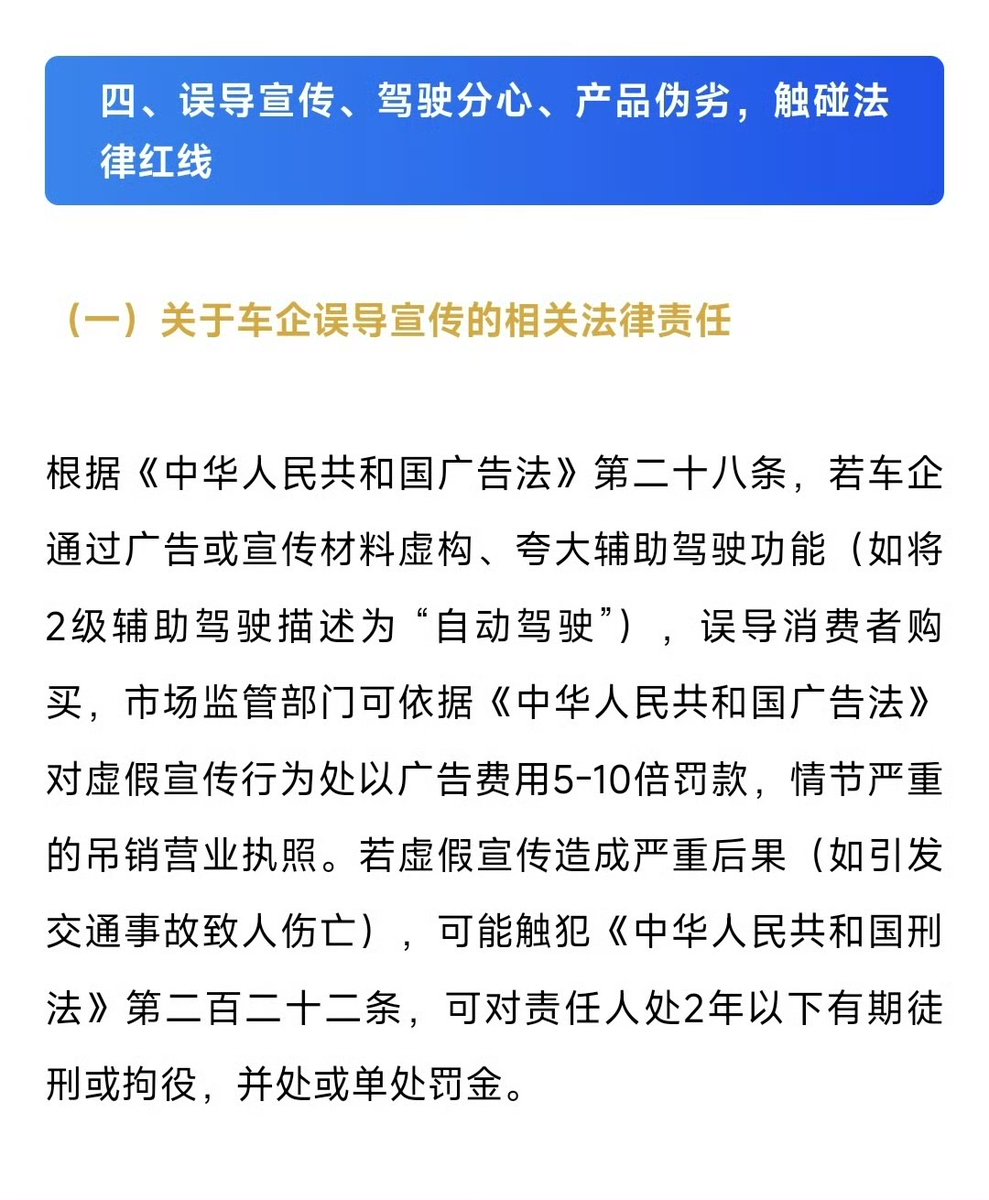 四、误导宣传、驾驶分心、产品伪劣，触碰法
律红线
（一）关于车企误导宣传的相关法律责任
根据《中华人民共和国广告法》第二十八条，若车企
通过广告或宣传材料虚构、夸大辅助驾驶功能（如将
2级辅助驾驶描述为“自动驾驶”），误导消费者购
买，市场监管部门可依据《中华人民共和国广告法》
对虚假宣传行为处以广告费用5-10倍罚款，情节严重
的吊销营业执照。若虚假宣传造成严重后果（如引发
交通事故致人伤亡），可能触犯《中华人民共和国刑
法》第二百二十二条，可对责任人处2年以下有期徒
刑或拘役，并处或单处罚金。